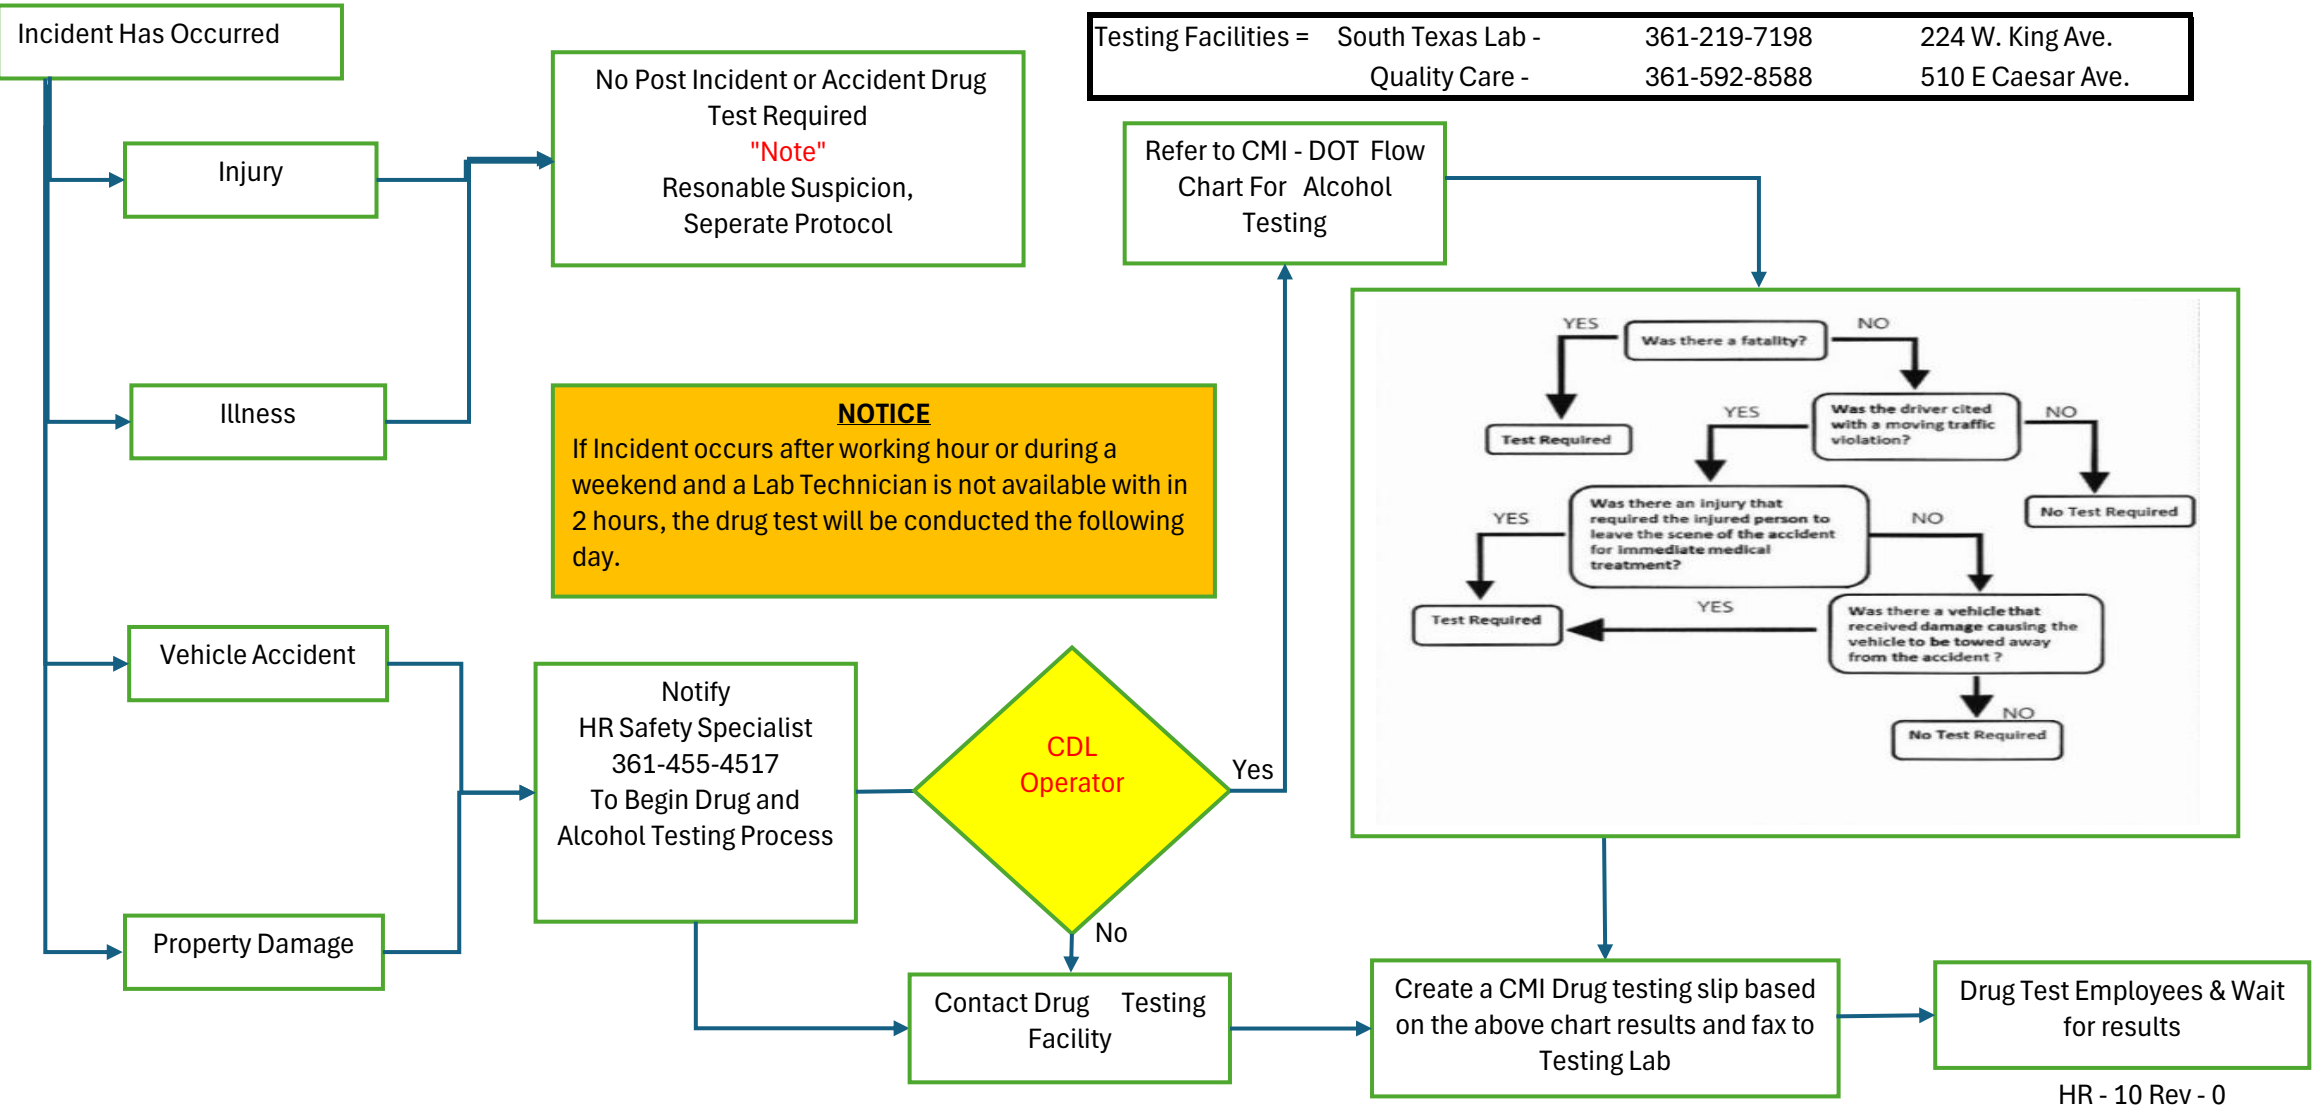 Incident Has Occurred
Testing Facilities = South Texas Lab - 361-219-7198 224 W. King Ave.
Quality Care - 361-592-8588 510 E Caesar Ave.
No Post Incident or Accident Drug
Test Required
"Note"
Resonable Suspicion,
Seperate Protocol
Injury
Illness
Refer to CMI - DOT Flow
Chart For Alcohol
Testing
NOTICE
If Incident occurs after working hour or during a
weekend and a Lab Technician is not available with in
2 hours, the drug test will be conducted the following
day.
YES
Was there a fatality?
NO
Test Required
YES
Was the driver cited
with a moving traffic
violation?
NO
No Test Required
YES
Was there an injury that
required the injured person to
leave the scene of the accident
for immediate medical
treatment?
NO
Test Required
YES
Was there a vehicle that
received damage causing the
vehicle to be towed away
from the accident ?
NO
No Test Required
Vehicle Accident
Property Damage
Notify
HR Safety Specialist
361-455-4517
To Begin Drug and
Alcohol Testing Process
CDL
Operator
Yes
No
Contact Drug Testing
Facility
Create a CMI Drug testing slip based
on the above chart results and fax to
Testing Lab
Drug Test Employees & Wait
for results
HR - 10 Rev - 0